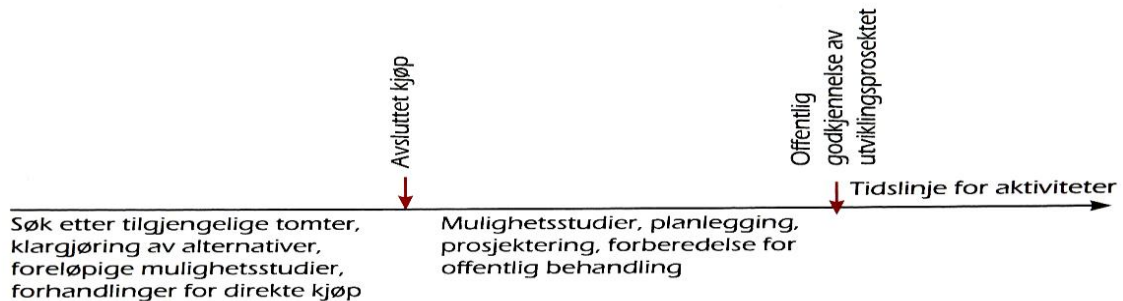 Avsluttet kjøp
Offentlig
godkjennelse av
utviklingsprosektet
Tidslinje for aktiviteter
Søk etter tilgjengelige tomter,
klargjøring av alternativer,
foreløpige mulighetsstudier,
forhandlinger for direkte kjøp
Mulighetsstudier, planlegging,
prosjektering, forberedelse for
offentlig behandling